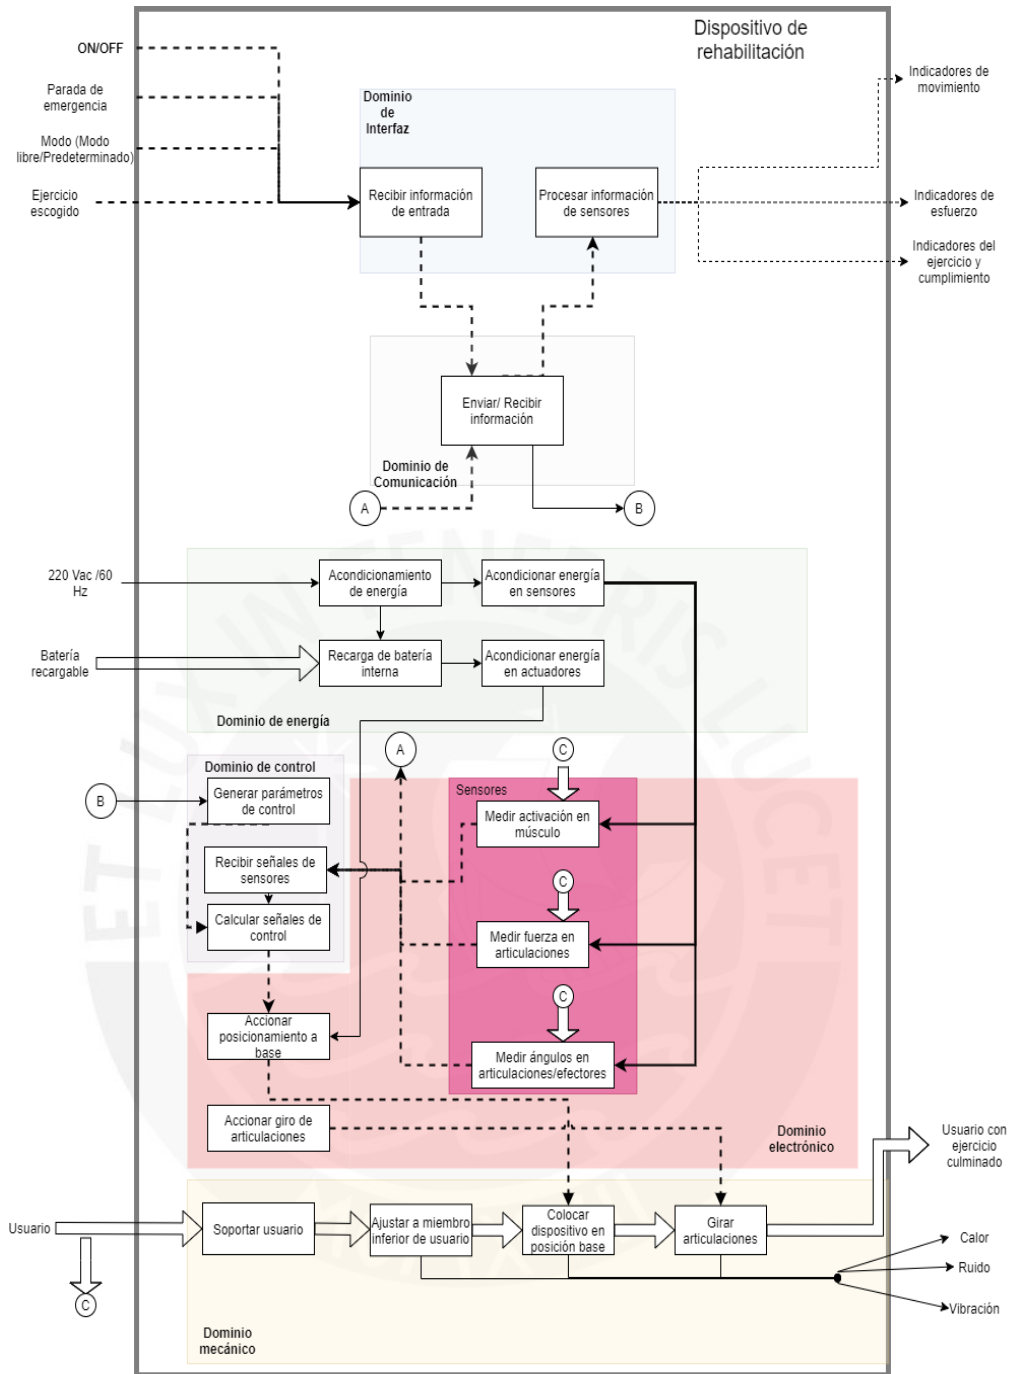 Dispositivo de
rehabilitación
ON/OFF
Parada de
emergencia
Modo (Modo
libre/Predeterminado)
Ejercicio
escogido
Dominio
de
Interfaz
Recibir información
de entrada
Procesar información
de sensores
Indicadores de
movimiento
Indicadores de
esfuerzo
Indicadores del
ejercicio y
cumplimiento
Enviar/ Recibir
información
Dominio de
Comunicación
A
B
220 Vac /60
Hz
Acondicionamiento
de energía
Acondicionar energía
en sensores
Batería
recargable
Recarga de batería
interna
Acondicionar energía
en actuadores
Dominio de energía
A
C
Dominio de control
B
Generar parámetros
de control
Sensores
Medir activación en
músculo
Recibir señales de
sensores
C
Calcular señales de
control
Medir fuerza en
articulaciones
C
Accionar
posicionamiento a
base
Medir ángulos en
articulaciones/efectores
Accionar giro de
articulaciones
Dominio
electrónico
Usuario con
ejercicio
culminado
Usuario
Soportar usuario
Ajustar a miembro
inferior de usuario
Colocar
dispositivo en
posición base
Girar
articulaciones
Calor
Ruido
Vibración
C
Dominio
mecánico
ET LUX IN TENEBRIS LUCET